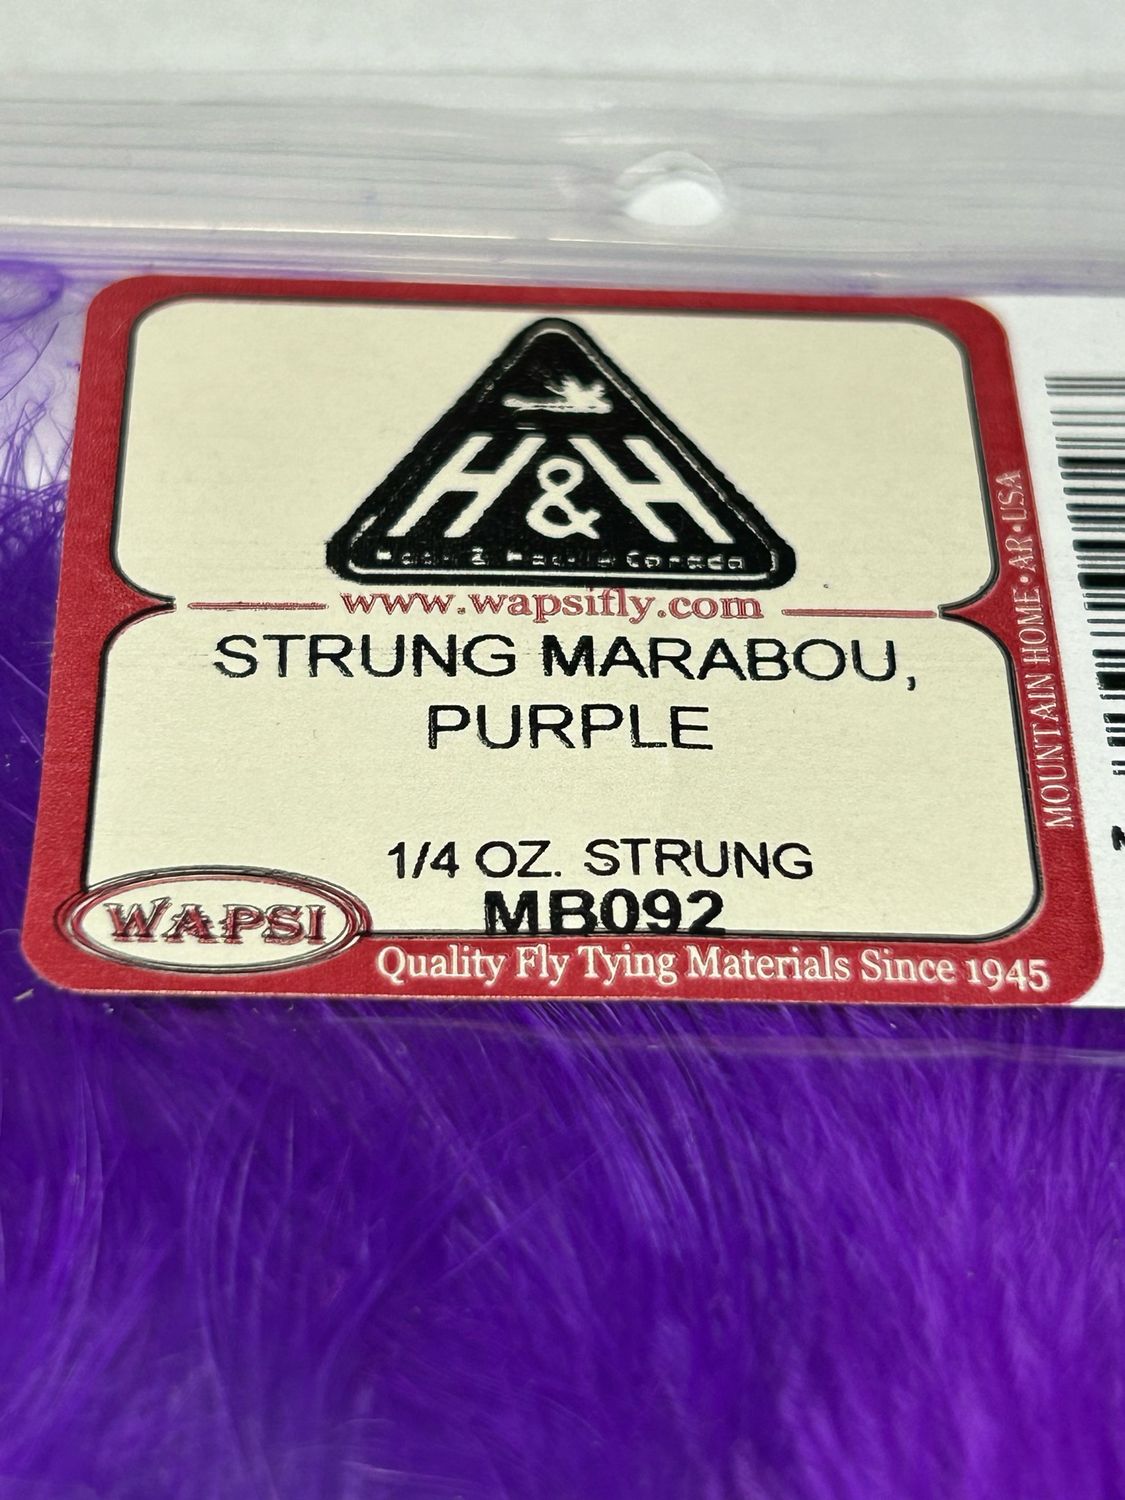 H&H
www.wapsifly.com
STRUNG MARABOU,
PURPLE
1/4 OZ. STRUNG
MB092
WAPSI
Quality Fly Tying Materials Since 1945
MOUNTAIN HOME • AR • USA